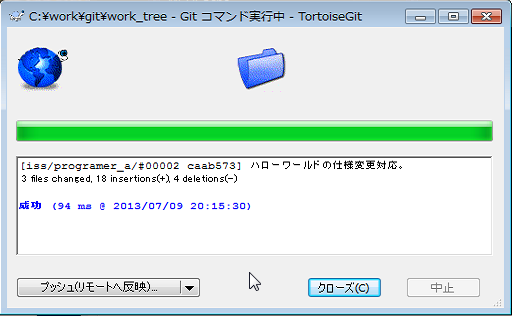 C:¥work¥git¥work_tree - Git コマンド実行中 - TortoiseGit
[iss/programer_a/#00002 caab573] ハローワールドの仕様変更対応。
3 files changed, 18 insertions(+), 4 deletions(-)
成功 (94 ms @ 2013/07/09 20:15:30)
プッシュ(リモートへ反映)...
クローズ(C)
中止